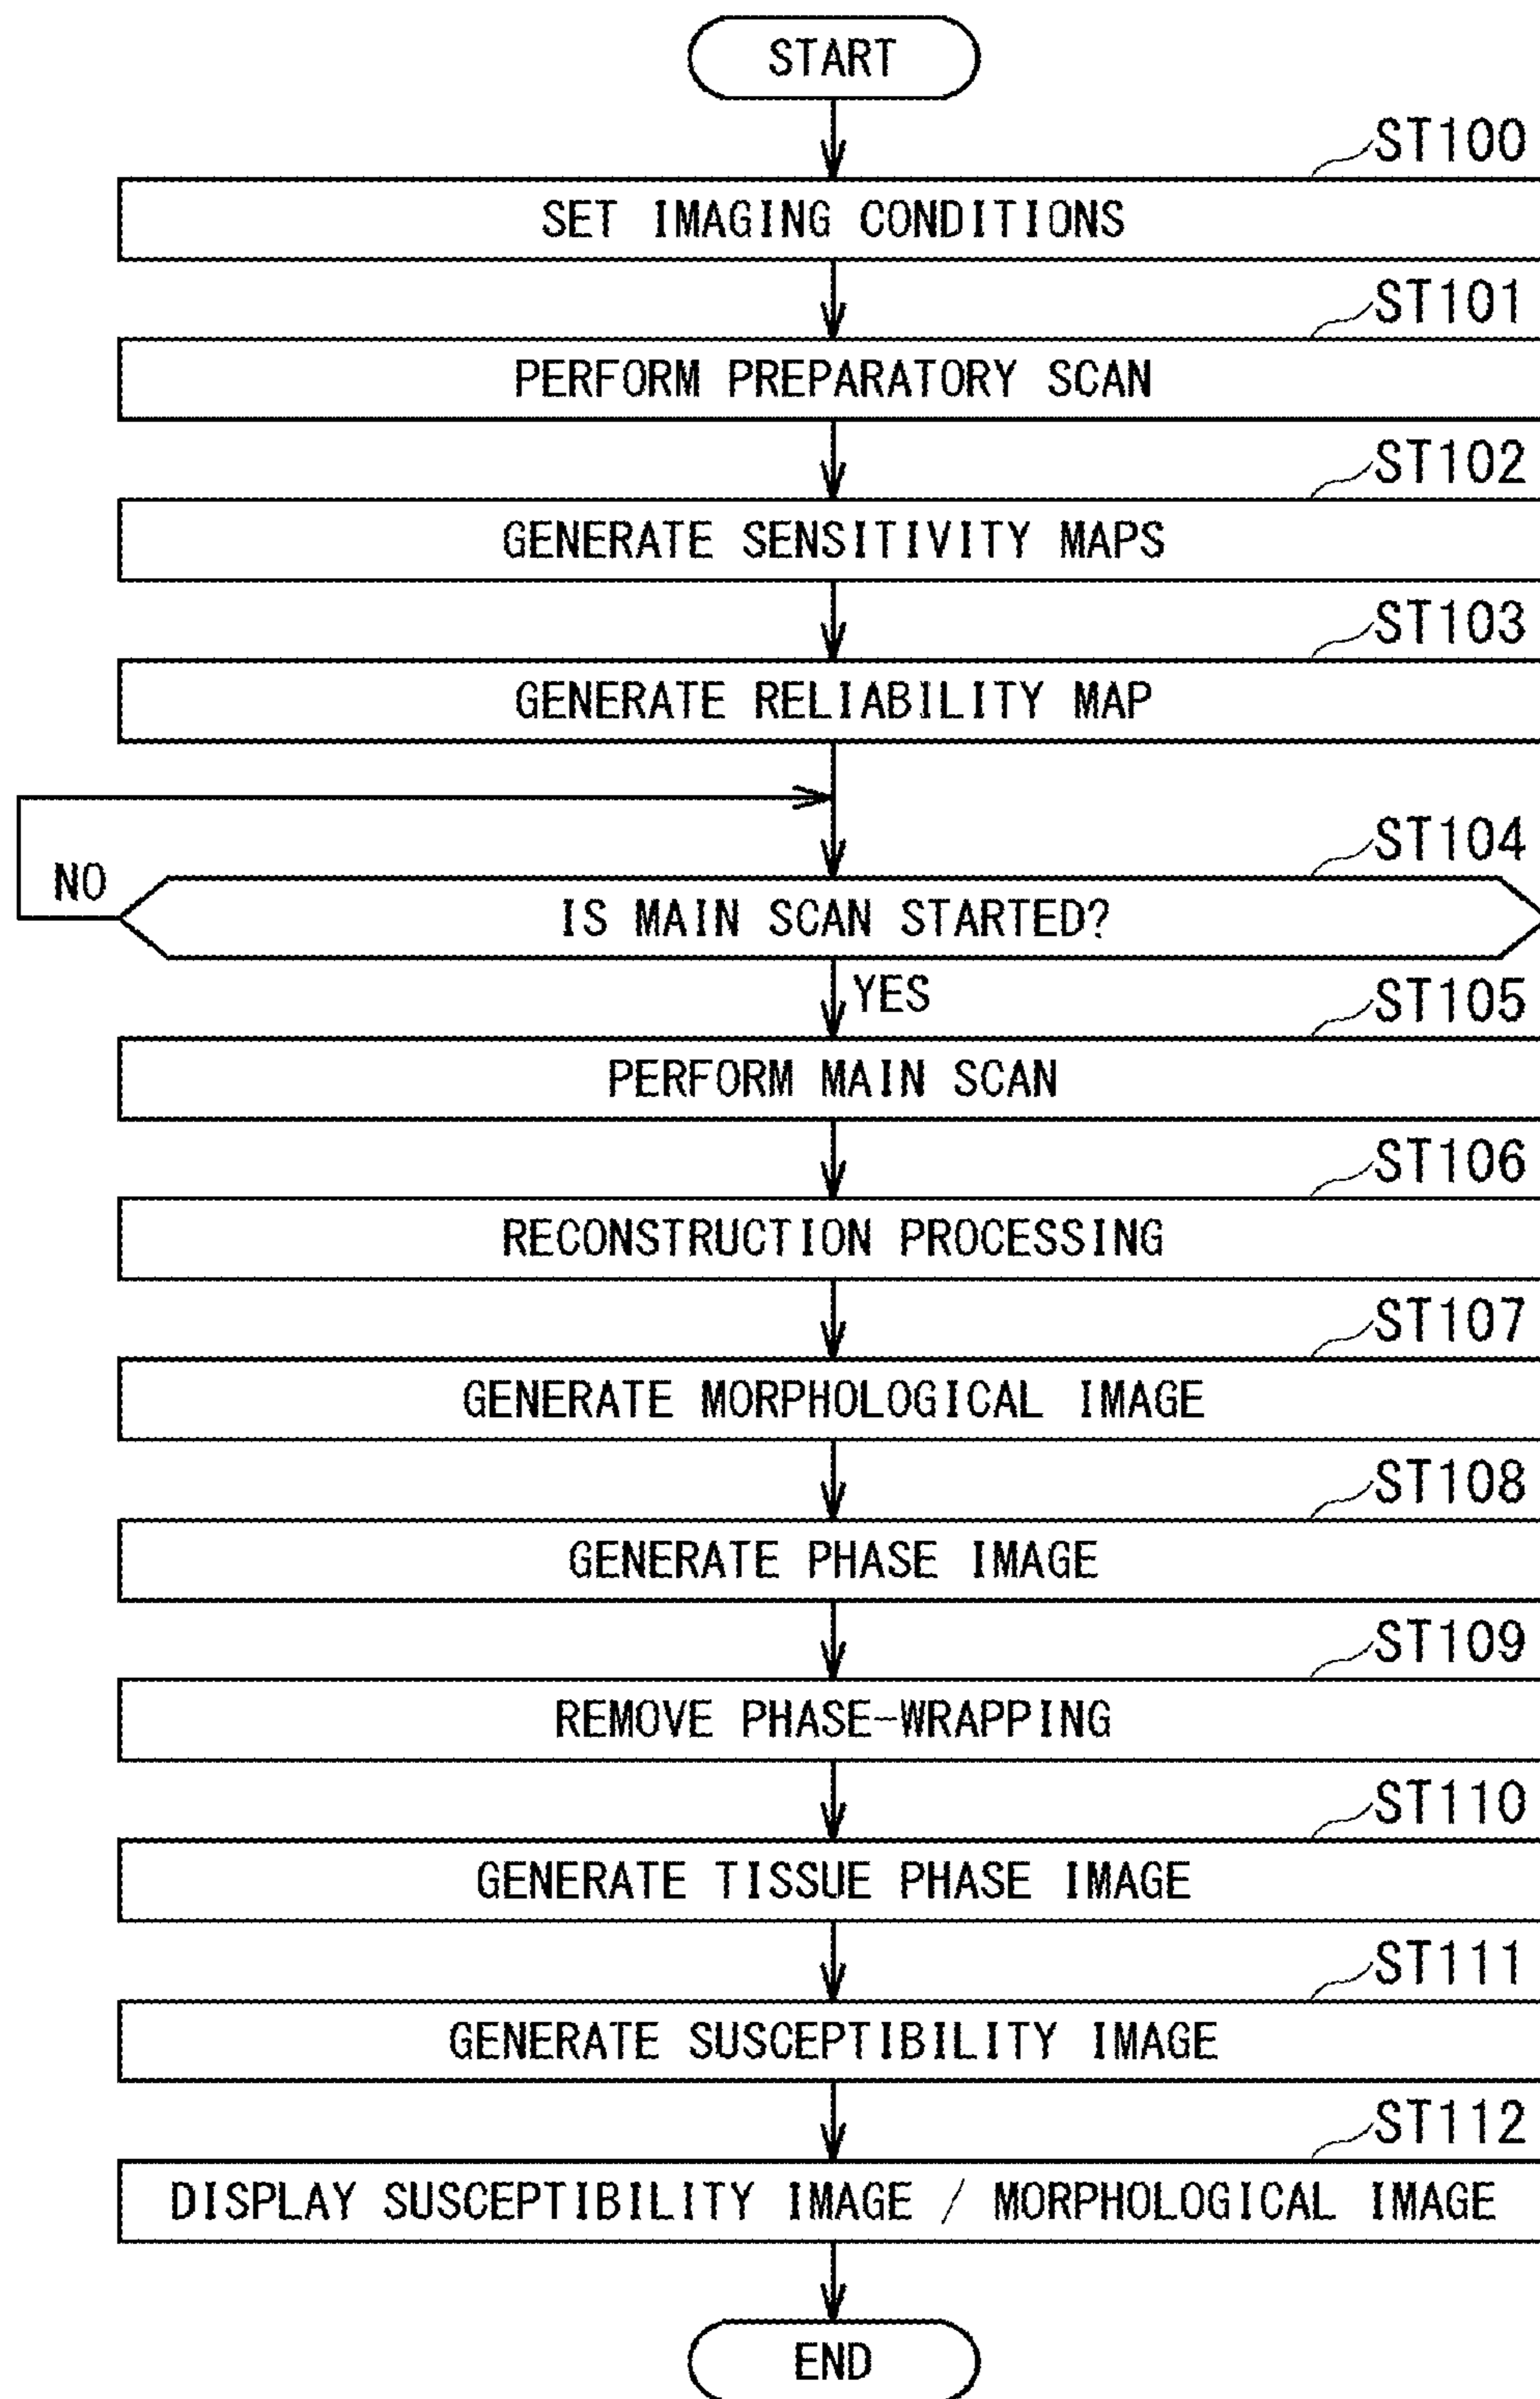 START
ST100
SET IMAGING CONDITIONS
ST101
PERFORM PREPARATORY SCAN
ST102
GENERATE SENSITIVITY MAPS
ST103
GENERATE RELIABILITY MAP
ST104
NO
IS MAIN SCAN STARTED?
YES
ST105
PERFORM MAIN SCAN
ST106
RECONSTRUCTION PROCESSING
ST107
GENERATE MORPHOLOGICAL IMAGE
ST108
GENERATE PHASE IMAGE
ST109
REMOVE PHASE-WRAPPING
ST110
GENERATE TISSUE PHASE IMAGE
ST111
GENERATE SUSCEPTIBILITY IMAGE
ST112
DISPLAY SUSCEPTIBILITY IMAGE / MORPHOLOGICAL IMAGE
END